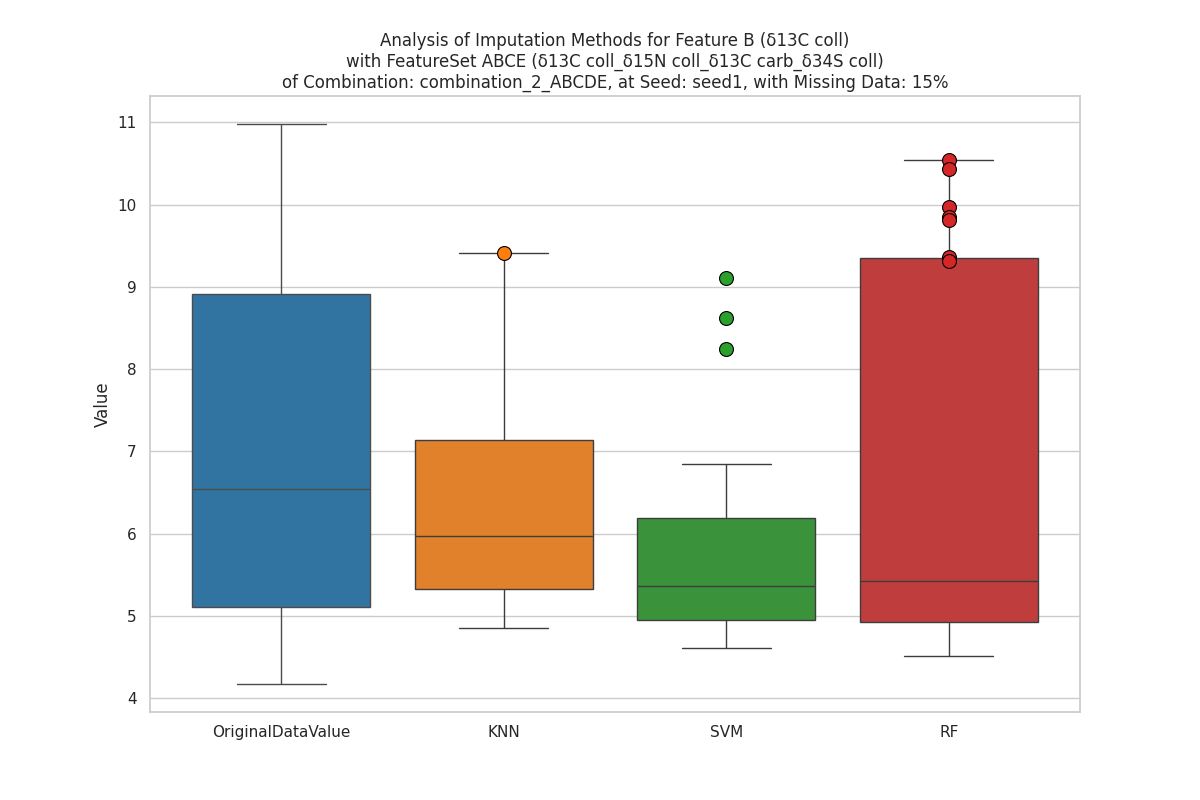 Analysis of Imputation Methods for Feature B (δ13C coll)
with FeatureSet ABCE (δ13C coll_δ15N coll_δ13C carb_δ34S coll)
of Combination: combination_2_ABCDE, at Seed: seed1, with Missing Data: 15%
11
10
9
8
7
6
5
4
Value
OriginalDataValue
KNN
SVM
RF